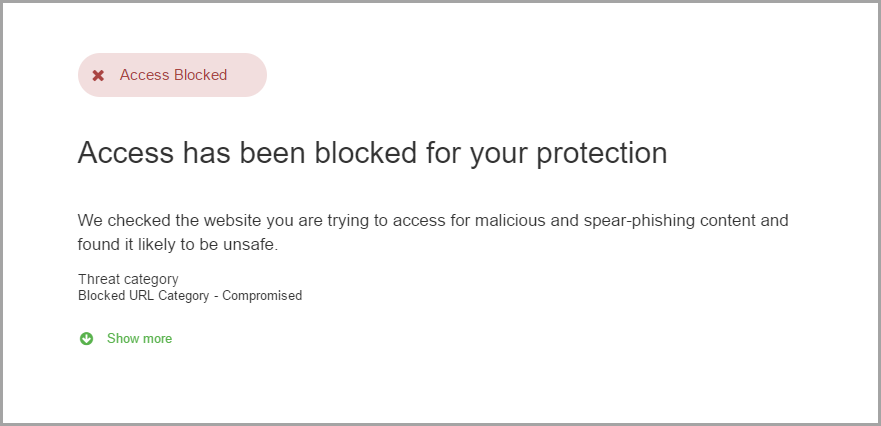 Access Blocked
Access has been blocked for your protection
We checked the website you are trying to access for malicious and spear-phishing content and
found it likely to be unsafe.
Threat category
Blocked URL Category - Compromised
Show more